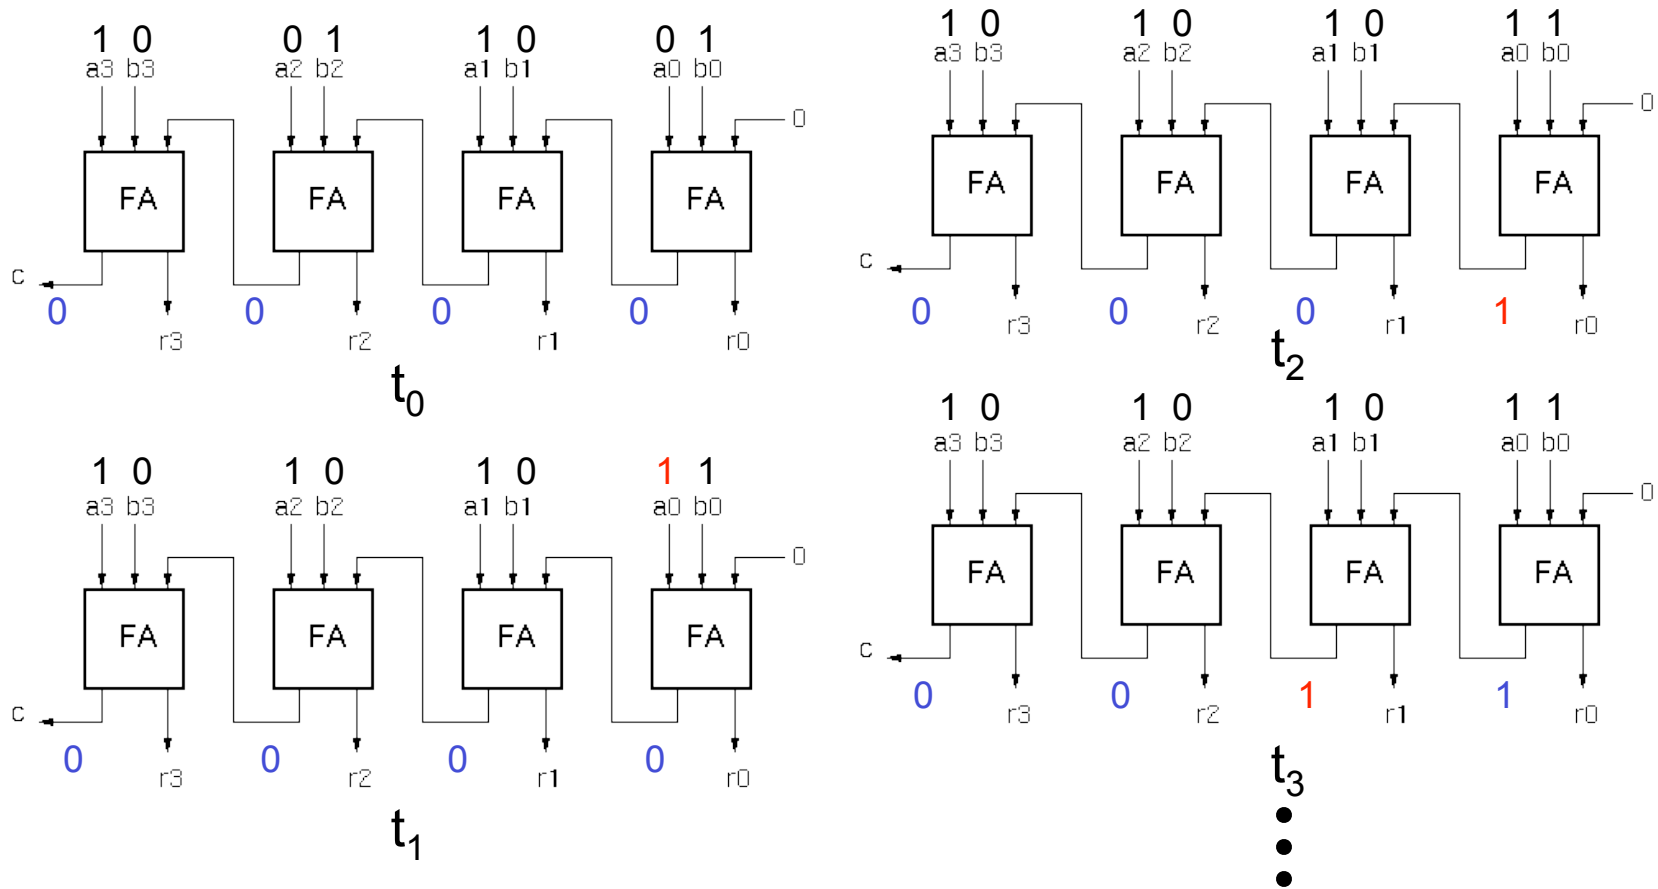 1 0 0 1 1 0 0 1
a3 b3 a2 b2 a1 b1 a0 b0
0
FA FA FA FA
c
0 0 0 0
r3 r2 r1 r0
t0
1 0 1 0 1 0 1 1
a3 b3 a2 b2 a1 b1 a0 b0
0
FA FA FA FA
c
0 0 0 0
r3 r2 r1 r0
t1
1 0 1 0 1 0 1 1
a3 b3 a2 b2 a1 b1 a0 b0
0
FA FA FA FA
c
0 0 0 1
r3 r2 r1 r0
t2
1 0 1 0 1 0 1 1
a3 b3 a2 b2 a1 b1 a0 b0
0
FA FA FA FA
c
0 0 1 1
r3 r2 r1 r0
t3